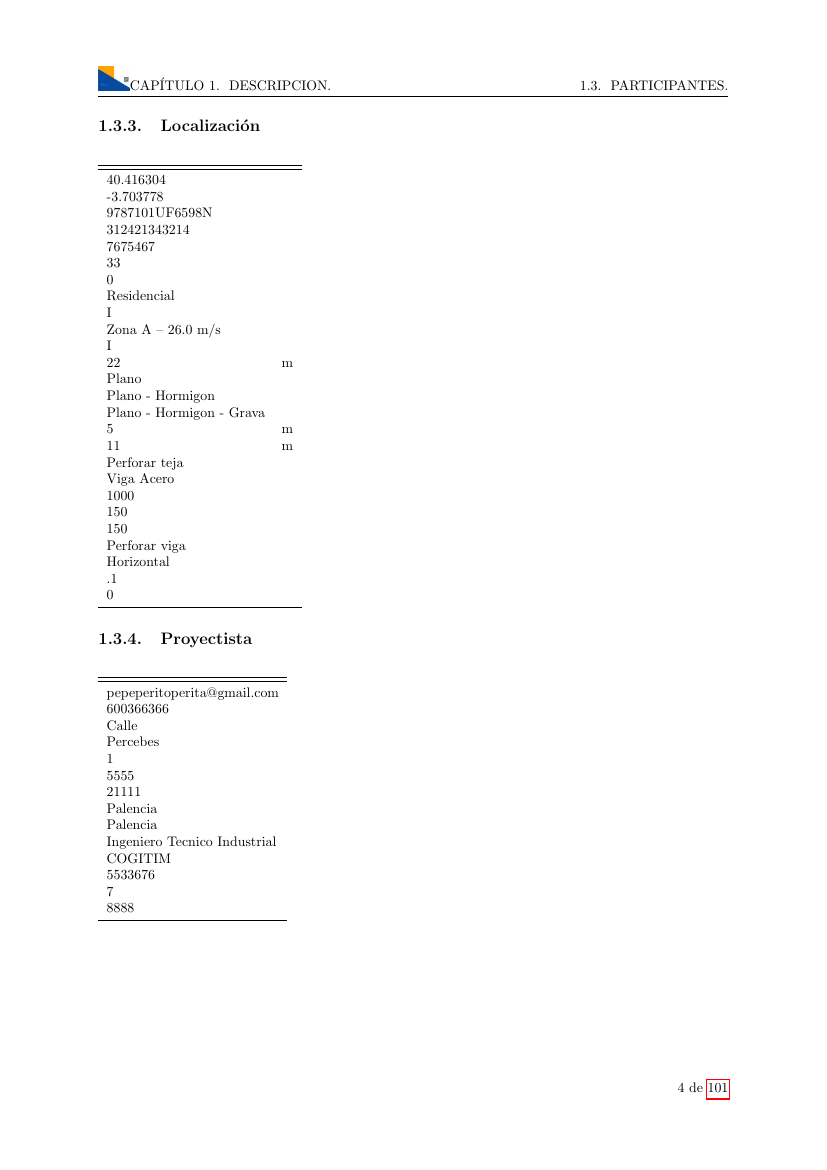 CAPÍTULO 1. DESCRIPCION. 1.3. PARTICIPANTES.
1.3.3. Localización
40.416304
-3.703778
9787101UF6598N
312421343214
7675467
33
0
Residencial
I
Zona A – 26.0 m/s
I
22 m
Plano
Plano - Hormigon
Plano - Hormigon - Grava
5 m
11 m
Perforar teja
Viga Acero
1000
150
150
Perforar viga
Horizontal
.1
0
1.3.4. Proyectista
pepeperitoperita@gmail.com
600366366
Calle
Percebes
1
5555
21111
Palencia
Palencia
Ingeniero Tecnico Industrial
COGITIM
5533676
7
8888
4 de 101